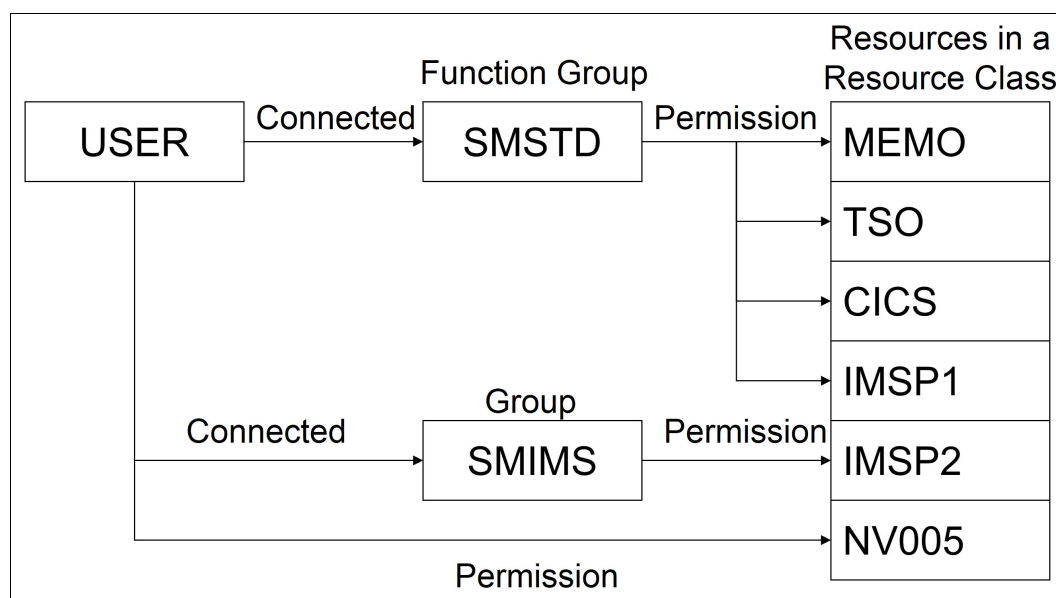 Resources in a
Resource Class
Function Group
USER
Connected
SMSTD
Permission
MEMO
TSO
CICS
IMSP1
Group
Connected
SMIMS
Permission
IMSP2
NV005
Permission